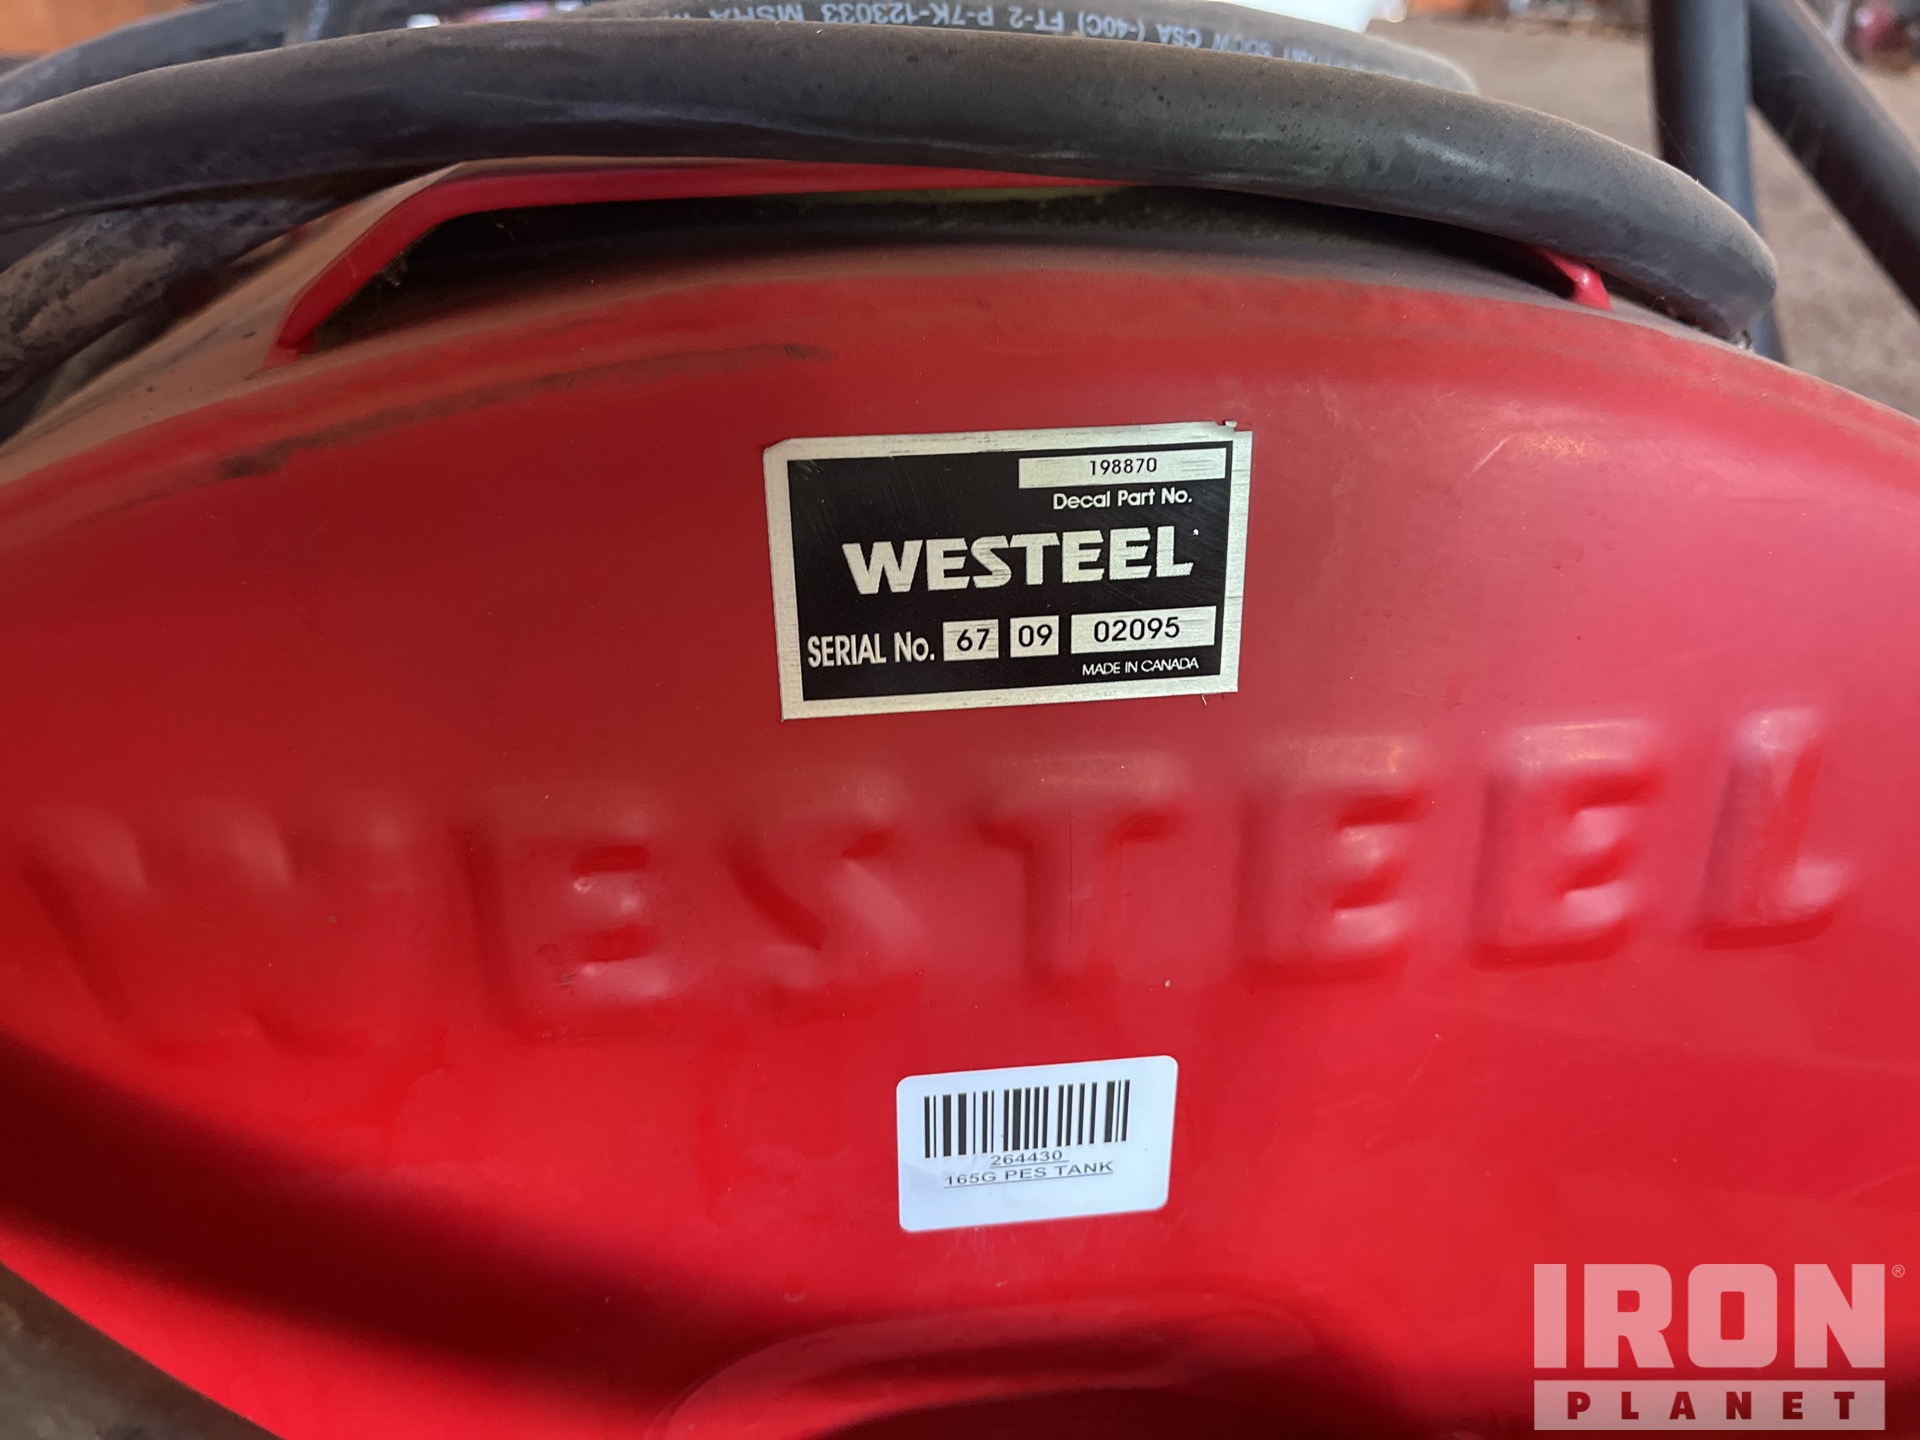 600V CSA (-40C) FT-2 P-7K-123033 MSHA
198870
Decal Part No.
WESTEEL
SERIAL No. 67 09 02095
MADE IN CANADA
WESTEEL
264430
165G PES TANK
IRON®
PLANET